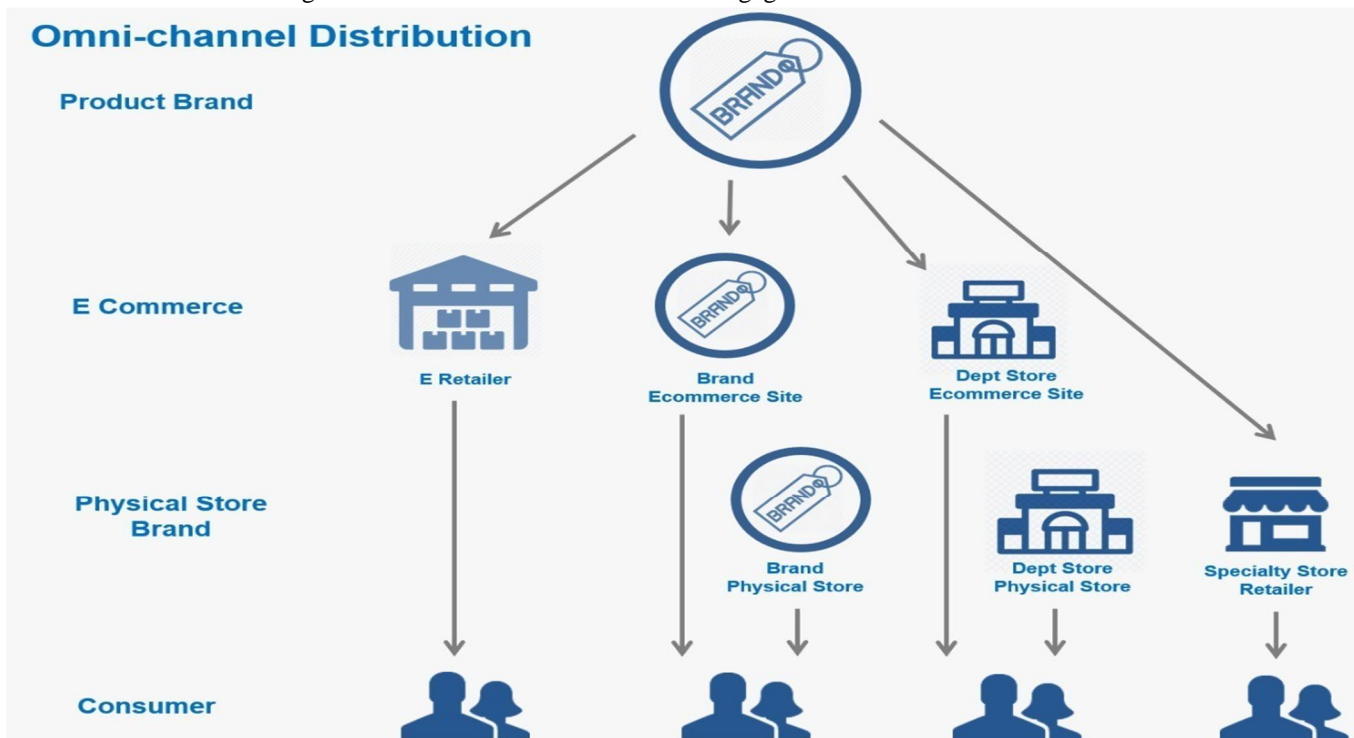 Omni-channel Distribution
Product Brand
BRAND
E Commerce
BRAND
E Retailer
Brand
Ecommerce Site
Dept Store
Ecommerce Site
Physical Store
Brand
BRAND
Brand
Physical Store
Dept Store
Physical Store
Specialty Store
Retailer
Consumer